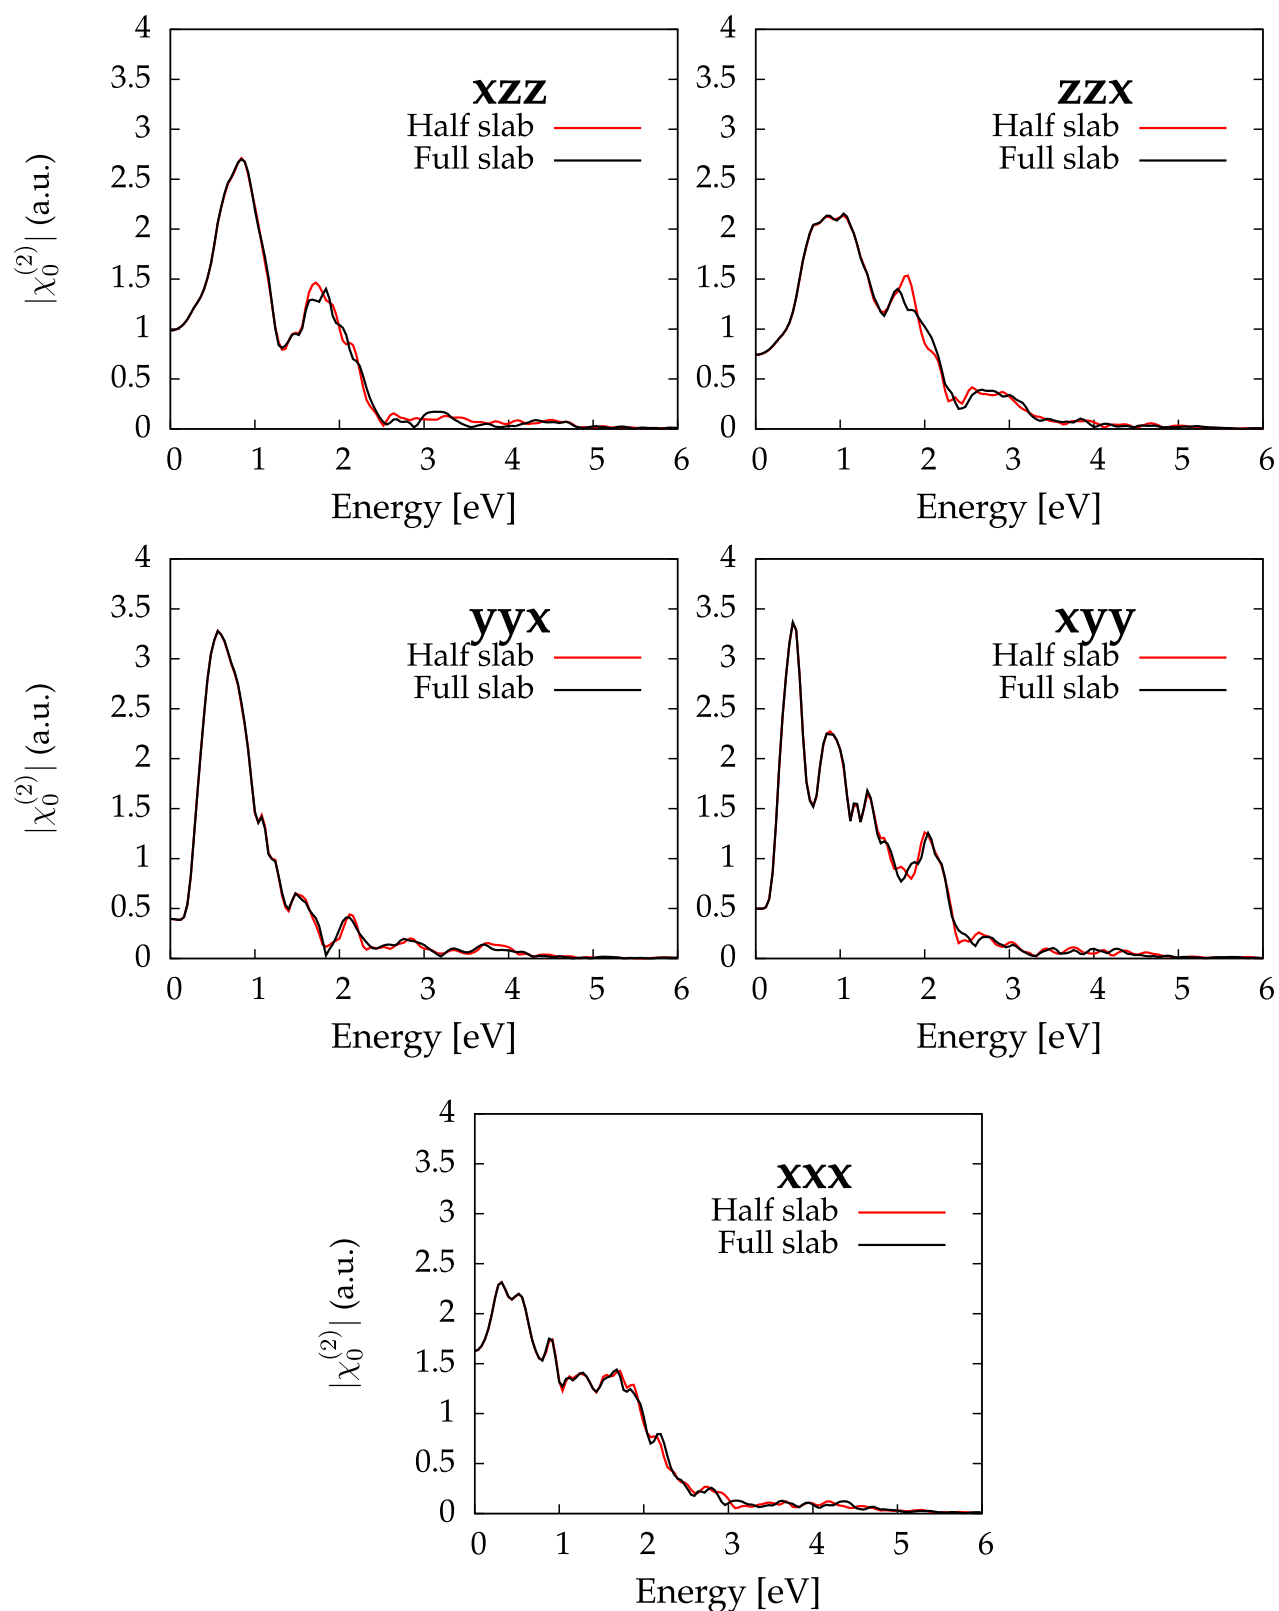 xzz
Half slab
Full slab
|χ₀⁽²⁾| (a.u.)
4
3.5
3
2.5
2
1.5
1
0.5
0
0 1 2 3 4 5 6
Energy [eV]
zzx
Half slab
Full slab
4
3.5
3
2.5
2
1.5
1
0.5
0
0 1 2 3 4 5 6
Energy [eV]
yyx
Half slab
Full slab
|χ₀⁽²⁾| (a.u.)
4
3.5
3
2.5
2
1.5
1
0.5
0
0 1 2 3 4 5 6
Energy [eV]
xyy
Half slab
Full slab
4
3.5
3
2.5
2
1.5
1
0.5
0
0 1 2 3 4 5 6
Energy [eV]
xxx
Half slab
Full slab
|χ₀⁽²⁾| (a.u.)
4
3.5
3
2.5
2
1.5
1
0.5
0
0 1 2 3 4 5 6
Energy [eV]